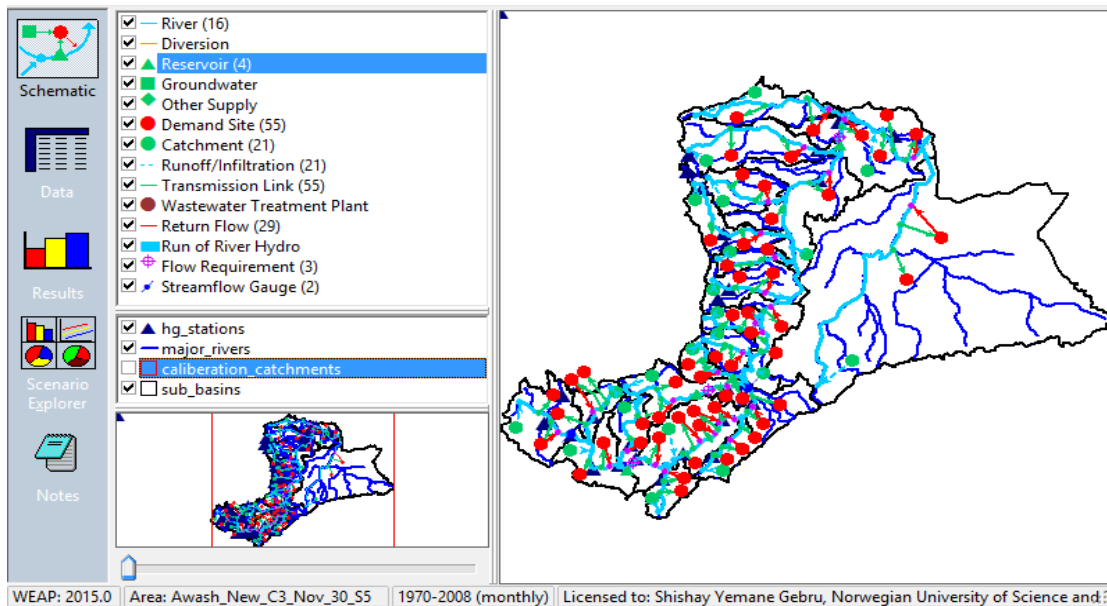 Schematic
Data
Results
Scenario
Explorer
Notes
River (16)
Diversion
Reservoir (4)
Groundwater
Other Supply
Demand Site (55)
Catchment (21)
Runoff/Infiltration (21)
Transmission Link (55)
Wastewater Treatment Plant
Return Flow (29)
Run of River Hydro
Flow Requirement (3)
Streamflow Gauge (2)
hg_stations
major_rivers
caliberation_catchments
sub_basins
WEAP: 2015.0 Area: Awash_New_C3_Nov_30_S5 1970-2008 (monthly) Licensed to: Shishay Yemane Gebru, Norwegian University of Science and